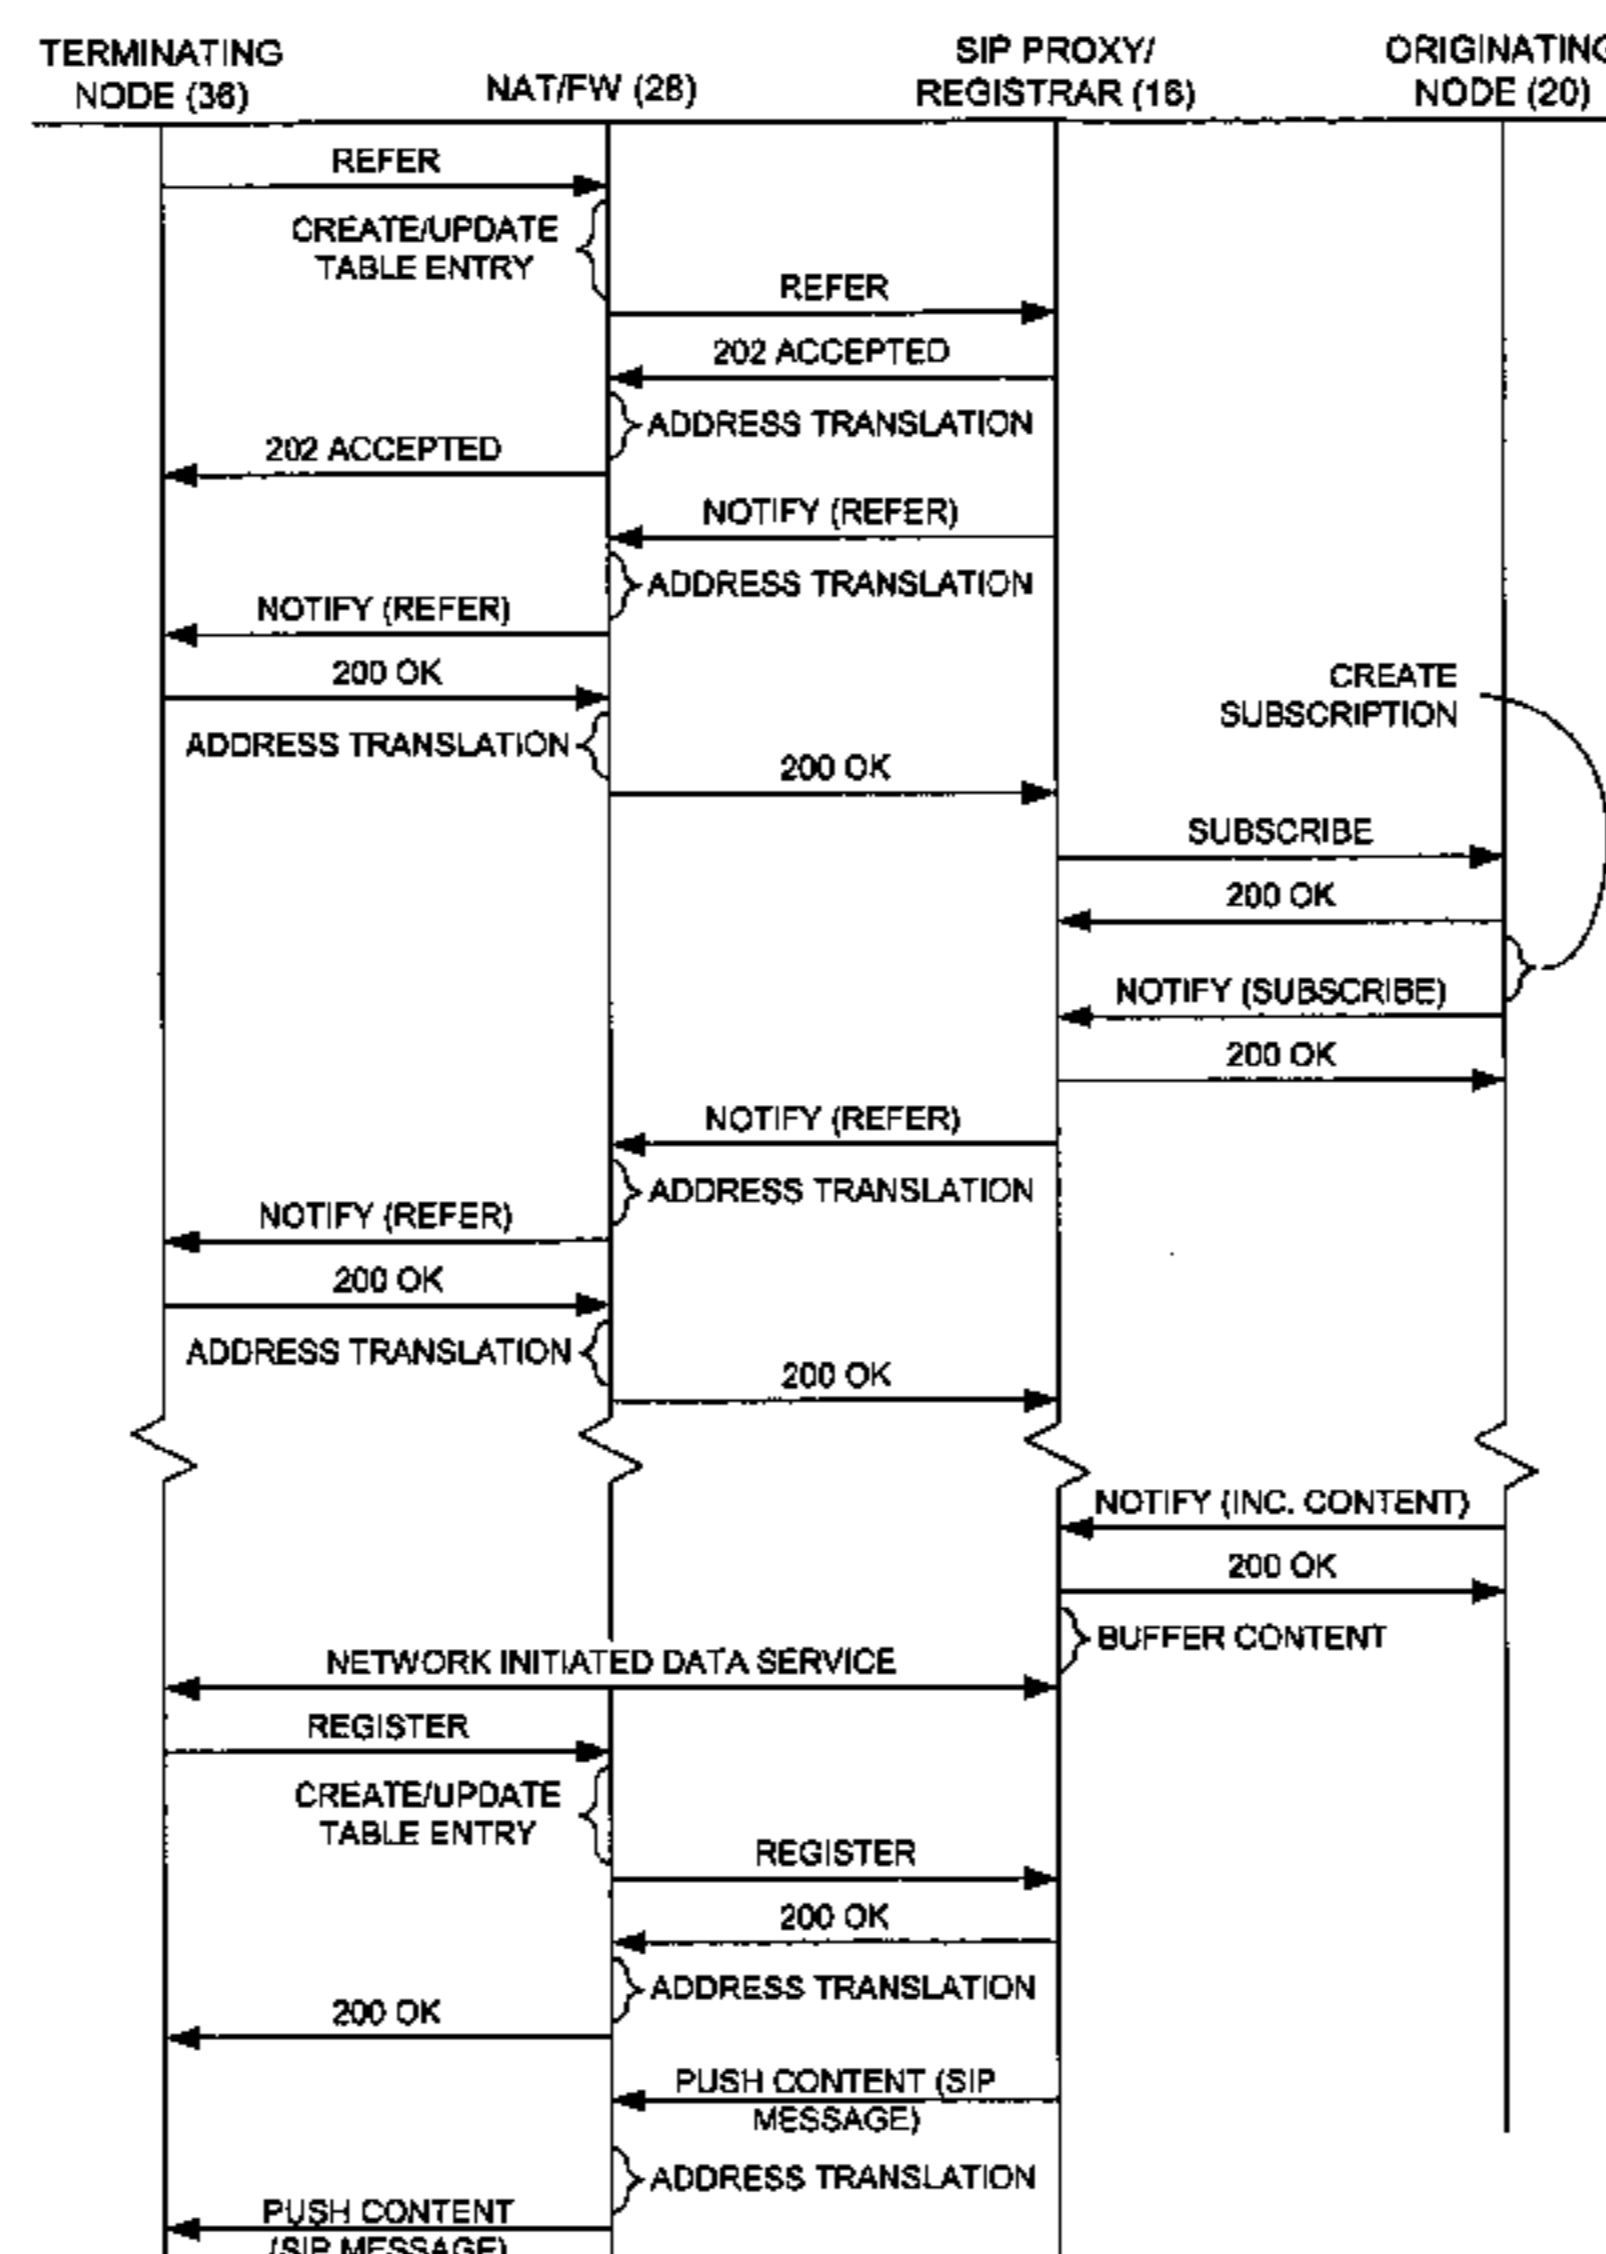 TERMINATING
NODE (36)
NAT/FW (28)
SIP PROXY/
REGISTRAR (16)
ORIGINATING
NODE (20)
REFER
CREATE/UPDATE
TABLE ENTRY
REFER
202 ACCEPTED
ADDRESS TRANSLATION
202 ACCEPTED
NOTIFY (REFER)
ADDRESS TRANSLATION
NOTIFY (REFER)
200 OK
CREATE
SUBSCRIPTION
ADDRESS TRANSLATION
200 OK
SUBSCRIBE
200 OK
NOTIFY (SUBSCRIBE)
200 OK
NOTIFY (REFER)
ADDRESS TRANSLATION
NOTIFY (REFER)
200 OK
ADDRESS TRANSLATION
200 OK
NOTIFY (INC. CONTENT)
200 OK
BUFFER CONTENT
NETWORK INITIATED DATA SERVICE
REGISTER
CREATE/UPDATE
TABLE ENTRY
REGISTER
200 OK
ADDRESS TRANSLATION
200 OK
PUSH CONTENT (SIP
MESSAGE)
ADDRESS TRANSLATION
PUSH CONTENT
(SIP MESSAGE)